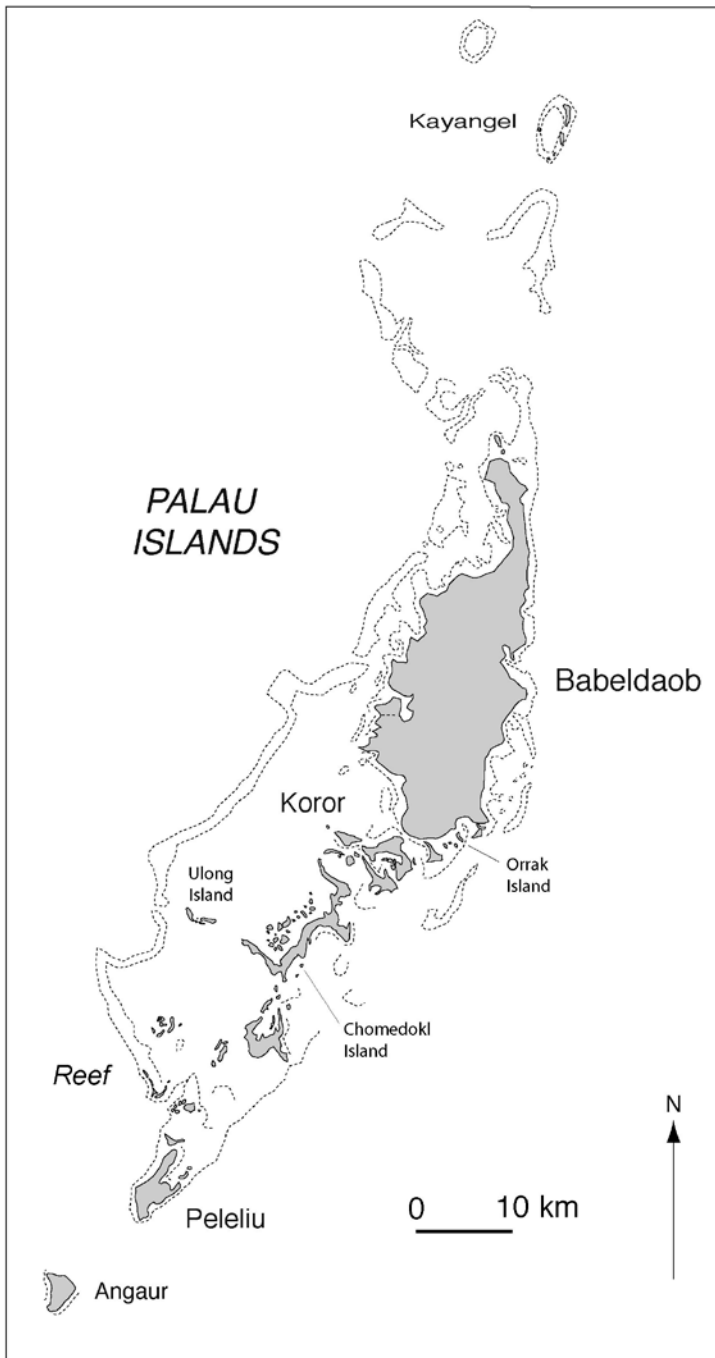 Kayangel
PALAU
ISLANDS
Babeldaob
Koror
Orrak
Island
Ulong
Island
Chomedokl
Island
Reef
N
0 10 km
Peleliu
Angaur